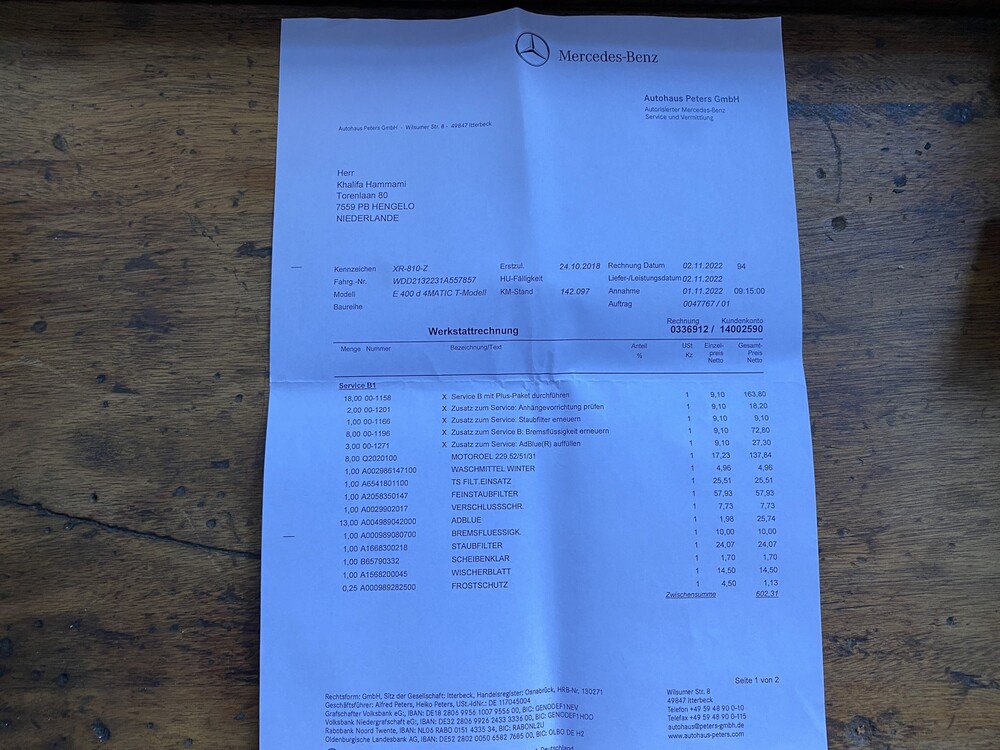 Mercedes-Benz
Autohaus Peters GmbH
Autorisierter Mercedes-Benz
Service und Vermittlung
Autohaus Peters GmbH · Wilsumer Str. 8 · 49847 Itterbeck
Herr
Khalifa Hammami
Torenlaan 80
7559 PB HENGELO
NIEDERLANDE
Kennzeichen XR-810-Z Erstzul. 24.10.2018 Rechnung Datum 02.11.2022 94
Fahrg.-Nr. WDD2132231A557857 HU-Fälligkeit Liefer-/Leistungsdatum 02.11.2022
Modell E 400 d 4MATIC T-Modell KM-Stand 142.097 Annahme 01.11.2022 09:15:00
Baureihe Auftrag 0047767 / 01
Rechnung Kundenkonto
Werkstattrechnung 0336912 / 14002590
Menge Nummer Bezeichnung/Text Anteil % USt Kz Einzel-preis Netto Gesamt-Preis Netto
Service B1
18,00 00-1158 X Service B mit Plus-Paket durchführen 1 9,10 163,80
2,00 00-1201 X Zusatz zum Service: Anhängevorrichtung prüfen 1 9,10 18,20
1,00 00-1166 X Zusatz zum Service: Staubfilter erneuern 1 9,10 9,10
8,00 00-1196 X Zusatz zum Service B: Bremsflüssigkeit erneuern 1 9,10 72,80
3,00 00-1271 X Zusatz zum Service: AdBlue(R) auffüllen 1 9,10 27,30
8,00 Q2020100 MOTOROEL 229.52/51/31 1 17,23 137,84
1,00 A002986147100 WASCHMITTEL WINTER 1 4,96 4,96
1,00 A6541801100 TS FILT.EINSATZ 1 25,51 25,51
1,00 A2058350147 FEINSTAUBFILTER 1 57,93 57,93
1,00 A0029902017 VERSCHLUSSSCHR. 1 7,73 7,73
13,00 A004989042000 ADBLUE 1 1,98 25,74
1,00 A000989080700 BREMSFLUESSIGK. 1 10,00 10,00
1,00 A1668300218 STAUBFILTER 1 24,07 24,07
1,00 B65790332 SCHEIBENKLAR 1 1,70 1,70
1,00 A1568200045 WISCHERBLATT 1 14,50 14,50
0,25 A000989282500 FROSTSCHUTZ 1 4,50 1,13
Zwischensumme 602,31
Seite 1 von 2
Rechtsform: GmbH, Sitz der Gesellschaft: Itterbeck, Handelsregister: Osnabrück, HRB-Nr. 130271
Geschäftsführer: Alfred Peters, Heiko Peters, USt.-IdNr.: DE 117045004
Grafschafter Volksbank eG:, IBAN: DE18 2806 9956 1007 9556 00, BIC: GENODEF1NEV
Volksbank Niedergrafschaft eG:, IBAN: DE32 2806 9926 2433 3336 00, BIC: GENODEF1HOO
Rabobank Noord Twente, IBAN: NL06 RABO 0151 4335 34, BIC: RABONL2U
Oldenburgische Landesbank AG, IBAN: DE52 2802 0050 6582 7685 00, BIC: OLBO DE H2
Deutschland
Wilsumer Str. 8
49847 Itterbeck
Telefon +49 59 48 90 0-10
Telefax +49 59 48 90 0-115
autohaus@peters-gmbh.de
www.autohaus-peters.com